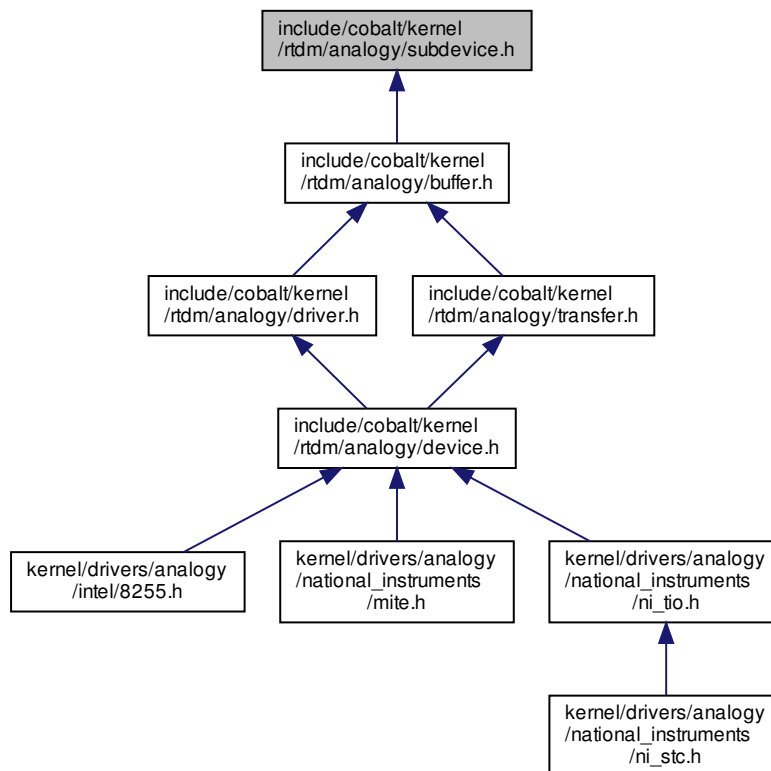 include/cobalt/kernel
/rtdm/analogy/subdevice.h
include/cobalt/kernel
/rtdm/analogy/buffer.h
include/cobalt/kernel
/rtdm/analogy/driver.h
include/cobalt/kernel
/rtdm/analogy/transfer.h
include/cobalt/kernel
/rtdm/analogy/device.h
kernel/drivers/analogy
/intel/8255.h
kernel/drivers/analogy
/national_instruments
/mite.h
kernel/drivers/analogy
/national_instruments
/ni_tio.h
kernel/drivers/analogy
/national_instruments
/ni_stc.h